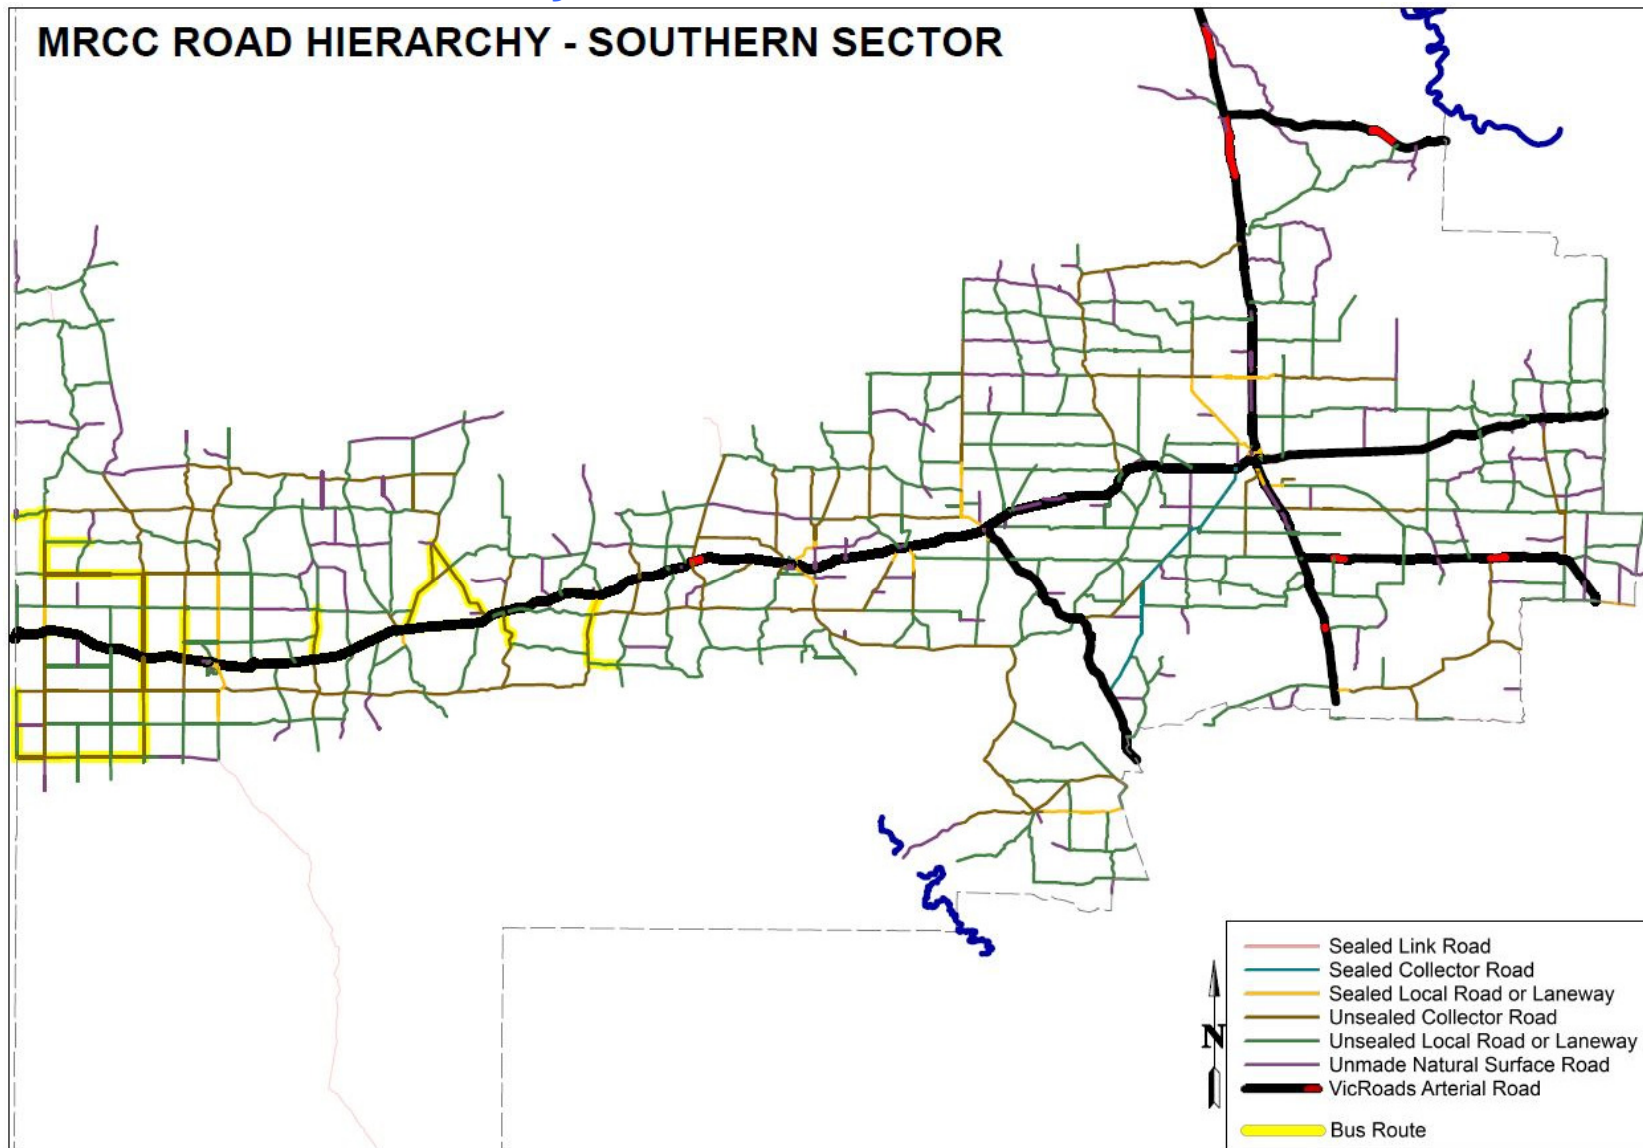 MRCC ROAD HIERARCHY - SOUTHERN SECTOR
Sealed Link Road
Sealed Collector Road
Sealed Local Road or Laneway
Unsealed Collector Road
Unsealed Local Road or Laneway
N
Unmade Natural Surface Road
VicRoads Arterial Road
Bus Route